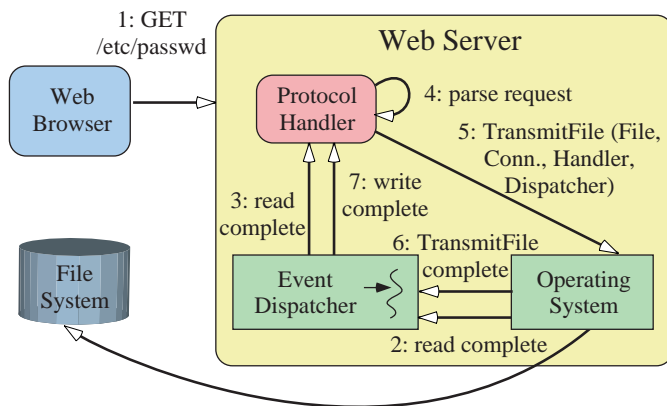 1: GET
/etc/passwd
Web Server
Web
Browser
Protocol
Handler
4: parse request
5: TransmitFile (File,
Conn., Handler,
Dispatcher)
3: read
complete
7: write
complete
6: TransmitFile
complete
File
System
Event
Dispatcher
Operating
System
2: read complete